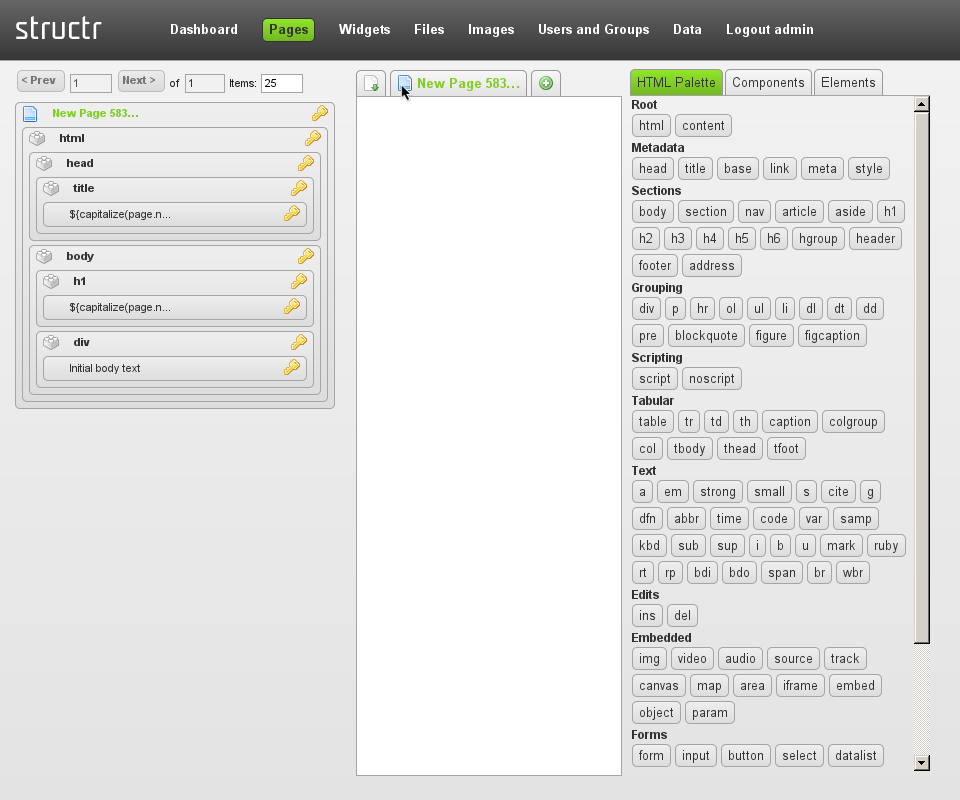 structr
Dashboard Pages Widgets Files Images Users and Groups Data Logout admin
< Prev 1 Next > of 1 Items: 25
New Page 583...
html
head
title
${capitalize(page.n...
body
h1
${capitalize(page.n...
div
Initial body text
New Page 583...
HTML Palette Components Elements
Root
html content
Metadata
head title base link meta style
Sections
body section nav article aside h1
h2 h3 h4 h5 h6 hgroup header
footer address
Grouping
div p hr ol ul li dl dt dd
pre blockquote figure figcaption
Scripting
script noscript
Tabular
table tr td th caption colgroup
col tbody thead tfoot
Text
a em strong small s cite g
dfn abbr time code var samp
kbd sub sup i b u mark ruby
rt rp bdi bdo span br wbr
Edits
ins del
Embedded
img video audio source track
canvas map area iframe embed
object param
Forms
form input button select datalist